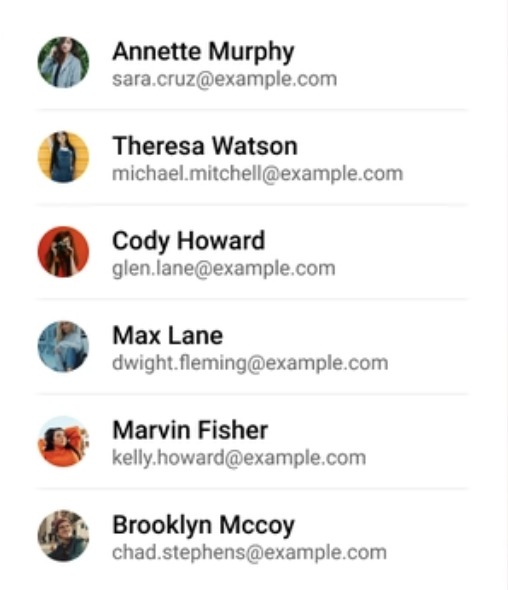 Annette Murphy
sara.cruz@example.com
Theresa Watson
michael.mitchell@example.com
Cody Howard
glen.lane@example.com
Max Lane
dwight.fleming@example.com
Marvin Fisher
kelly.howard@example.com
Brooklyn Mccoy
chad.stephens@example.com